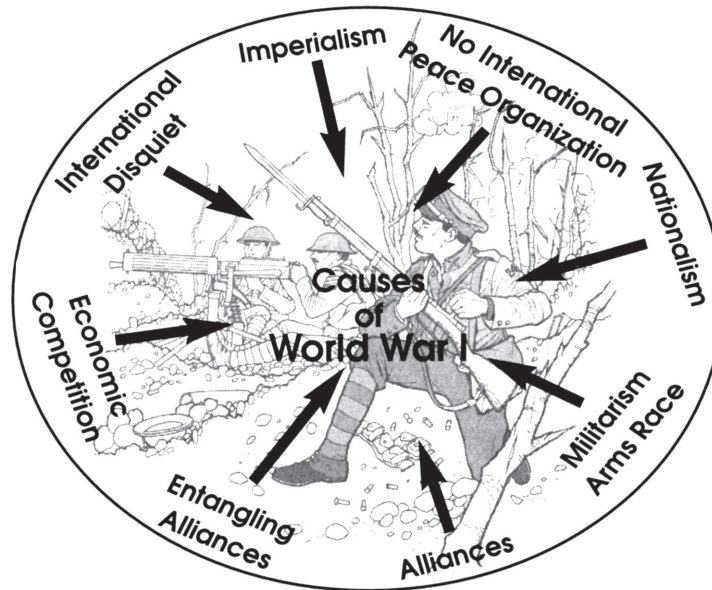 Imperialism
No International
Peace Organization
International
Disquiet
Nationalism
Causes
of
World War I
Economic
Competition
Militarism
Arms Race
Entangling
Alliances
Alliances